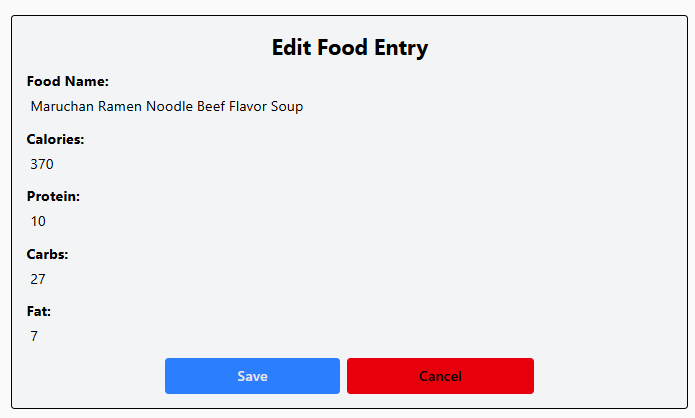 Edit Food Entry
Food Name:
Maruchan Ramen Noodle Beef Flavor Soup
Calories:
370
Protein:
10
Carbs:
27
Fat:
7
Save Cancel